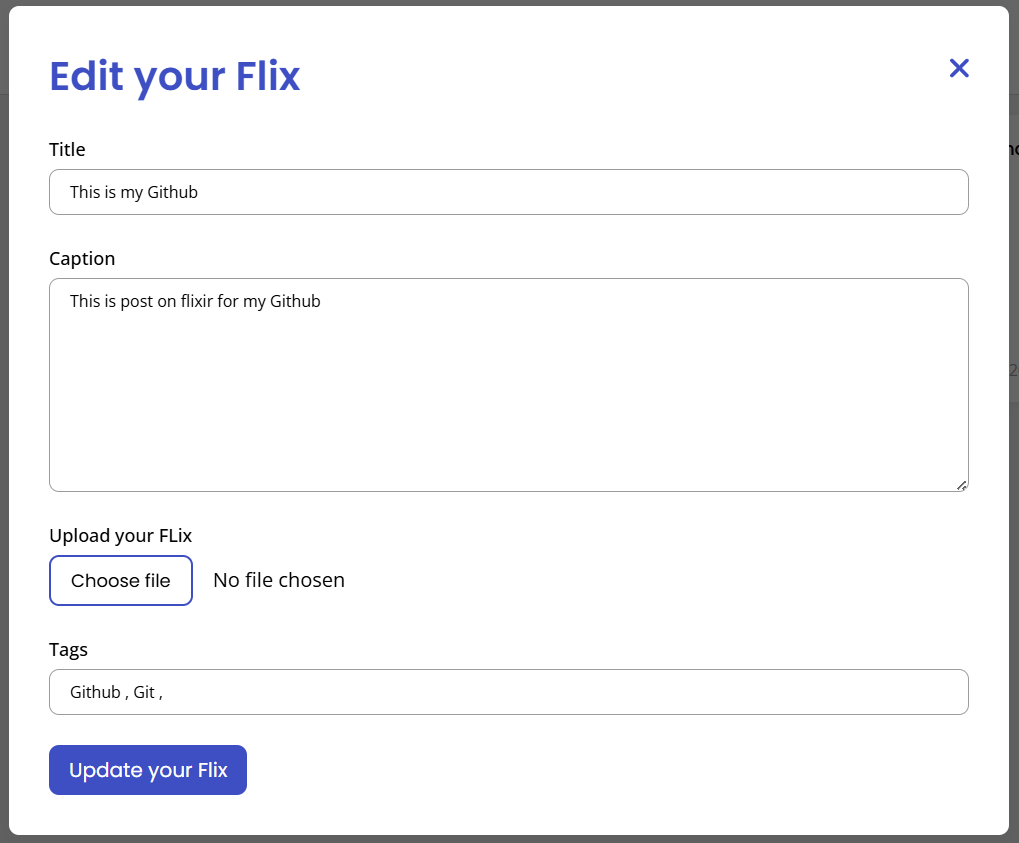 Edit your Flix
Title
This is my Github
Caption
This is post on flixir for my Github
Upload your FLix
Choose file No file chosen
Tags
Github , Git ,
Update your Flix